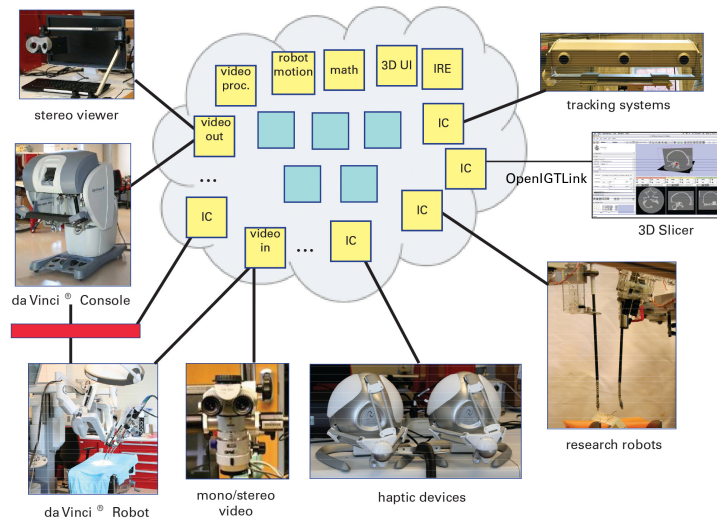 video
proc.
robot
motion
math
3D UI
IRE
stereo viewer
tracking systems
video
out
IC
IC
OpenIGTLink
3D Slicer
...
IC
IC
video
in
...
IC
da Vinci ® Console
research robots
da Vinci ® Robot
mono/stereo
video
haptic devices